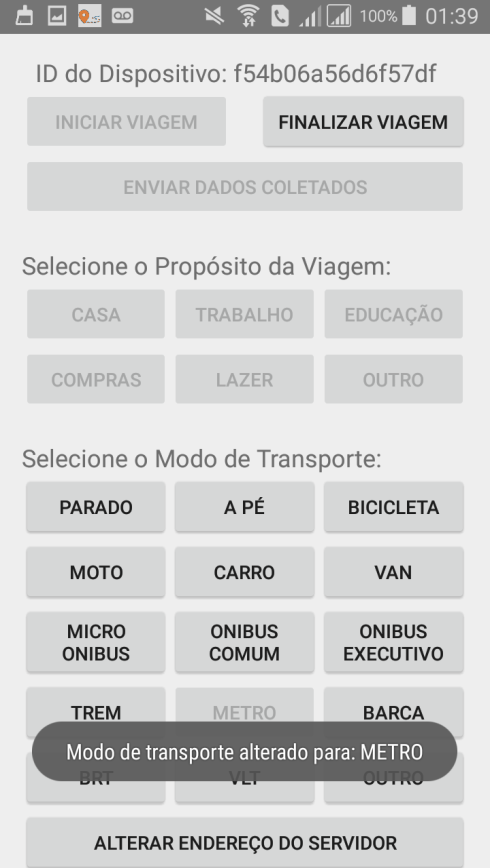 100% 01:39
ID do Dispositivo: f54b06a56d6f57df
INICIAR VIAGEM FINALIZAR VIAGEM
ENVIAR DADOS COLETADOS
Selecione o Propósito da Viagem:
CASA TRABALHO EDUCAÇÃO
COMPRAS LAZER OUTRO
Selecione o Modo de Transporte:
PARADO A PÉ BICICLETA
MOTO CARRO VAN
MICRO ONIBUS ONIBUS COMUM ONIBUS EXECUTIVO
TREM METRO BARCA
Modo de transporte alterado para: METRO
BRT VLT OUTRO
ALTERAR ENDEREÇO DO SERVIDOR